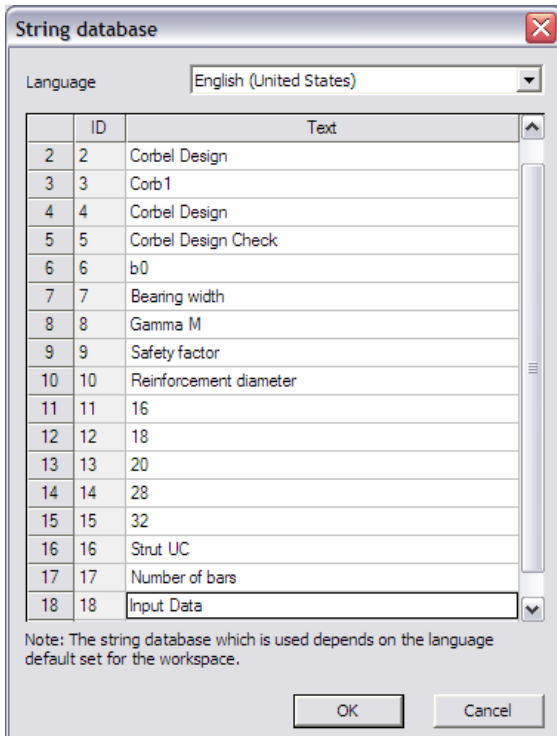 String database
Language English (United States)
ID Text
2 2 Corbel Design
3 3 Corb1
4 4 Corbel Design
5 5 Corbel Design Check
6 6 b0
7 7 Bearing width
8 8 Gamma M
9 9 Safety factor
10 10 Reinforcement diameter
11 11 16
12 12 18
13 13 20
14 14 28
15 15 32
16 16 Strut UC
17 17 Number of bars
18 18 Input Data
Note: The string database which is used depends on the language
default set for the workspace.
OK Cancel